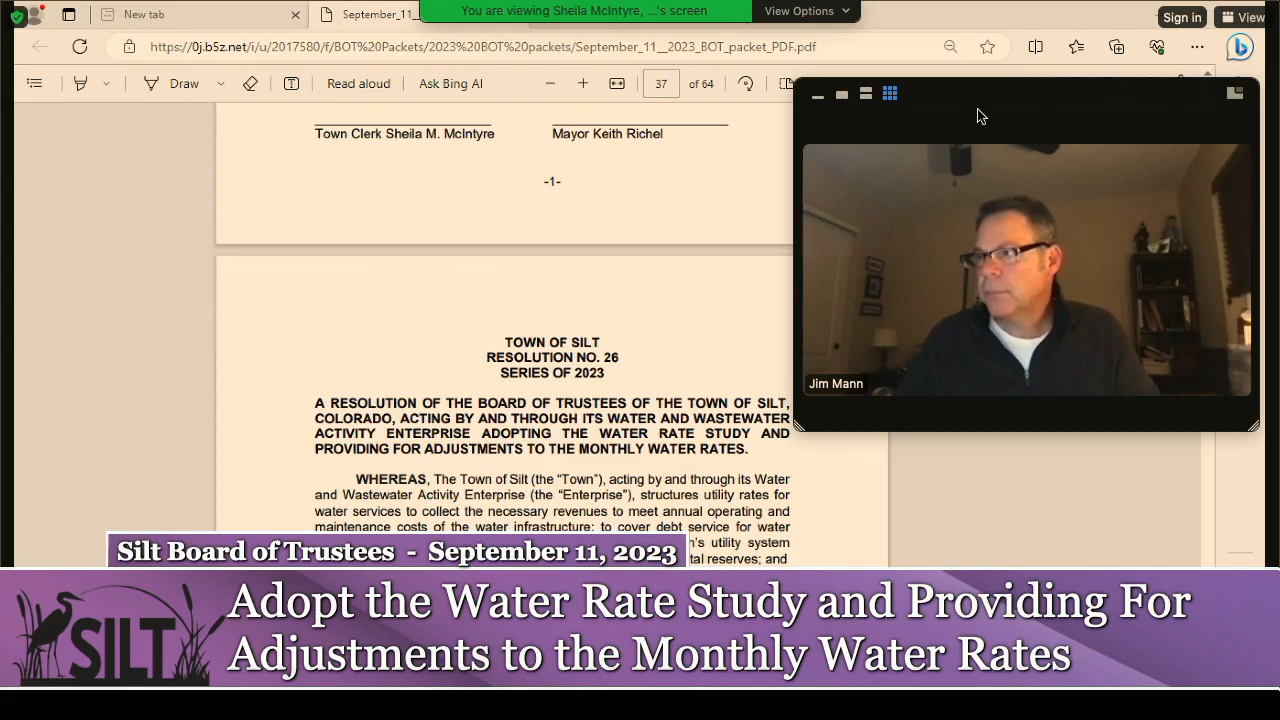 New tab
September_11_
You are viewing Sheila McIntyre, ...'s screen
View Options
Sign in
View
https://0j.b5z.net/i/u/2017580/f/BOT%20Packets/2023%20BOT%20packets/September_11__2023_BOT_packet_PDF.pdf
Draw
Read aloud
Ask Bing AI
37
of 64
Town Clerk Sheila M. McIntyre
Mayor Keith Richel
-1-
Jim Mann
TOWN OF SILT
RESOLUTION NO. 26
SERIES OF 2023
A RESOLUTION OF THE BOARD OF TRUSTEES OF THE TOWN OF SILT,
COLORADO, ACTING BY AND THROUGH ITS WATER AND WASTEWATER
ACTIVITY ENTERPRISE ADOPTING THE WATER RATE STUDY AND
PROVIDING FOR ADJUSTMENTS TO THE MONTHLY WATER RATES.
WHEREAS, The Town of Silt (the “Town”), acting by and through its Water
and Wastewater Activity Enterprise (the “Enterprise”), structures utility rates for
water services to collect the necessary revenues to meet annual operating and
maintenance costs of the water infrastructure; to cover debt service for water
n's utility system
tal reserves; and
Silt Board of Trustees - September 11, 2023
SILT
Adopt the Water Rate Study and Providing For
Adjustments to the Monthly Water Rates